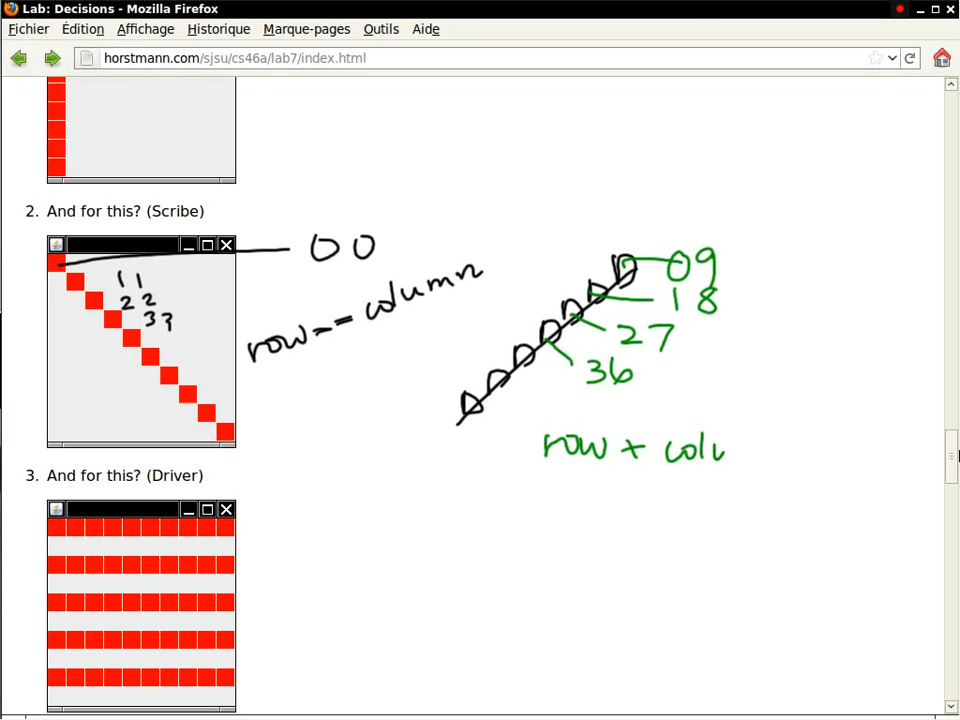 Lab: Decisions - Mozilla Firefox
Fichier Édition Affichage Historique Marque-pages Outils Aide
horstmann.com/sjsu/cs46a/lab7/index.html
2. And for this? (Scribe)
0 0
1 1
2 2
3 3
row == column
0 9
1 8
2 7
3 6
row + colu
3. And for this? (Driver)